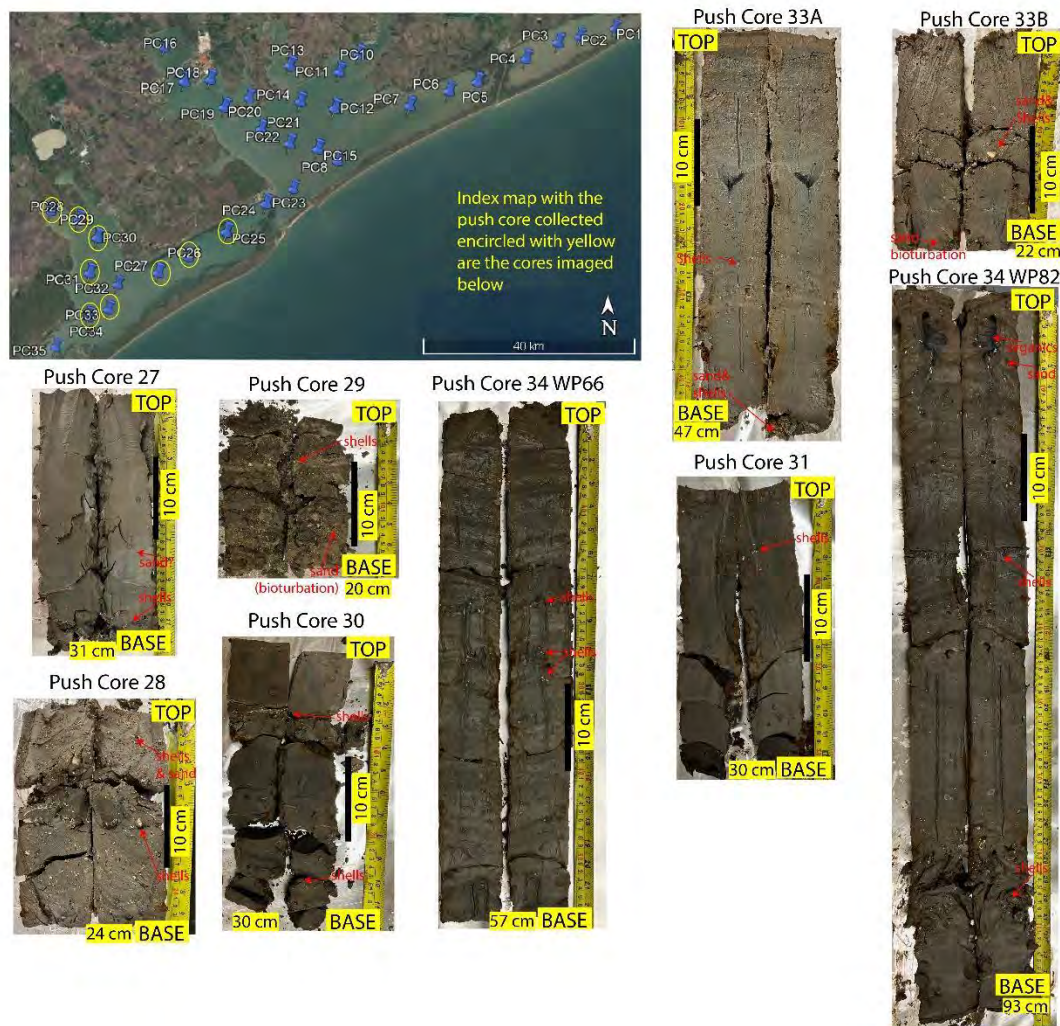 PC16
PC13
PC10
PC3
PC1
PC2
PC4
PC18
PC11
PC6
PC17
PC14
PC7
PC5
PC19
PC20
PC12
PC21
PC22
PC15
PC8
PC24
PC23
PC28
PC29
PC25
PC30
PC26
PC27
PC31
PC32
PC33
PC34
PC35
Index map with the
push core collected
encircled with yellow
are the cores imaged
below
N
40 km
Push Core 33A
TOP
10 cm
Shells
sand&
shells
BASE
47 cm
Push Core 33B
TOP
sand&
Shells
10 cm
sand
bioturbation
BASE
22 cm
Push Core 27
TOP
10 cm
sand
shells
31 cm
BASE
Push Core 29
TOP
shells
10 cm
sand
(bioturbation)
BASE
20 cm
Push Core 34 WP66
TOP
shells
shells
10 cm
57 cm
BASE
Push Core 31
TOP
shells
10 cm
30 cm
BASE
Push Core 34 WP82
TOP
organics
sand
10 cm
shells
shells
BASE
93 cm
Push Core 28
TOP
Shells
& sand
10 cm
shells
24 cm
BASE
Push Core 30
TOP
shells
10 cm
shells
30 cm
BASE